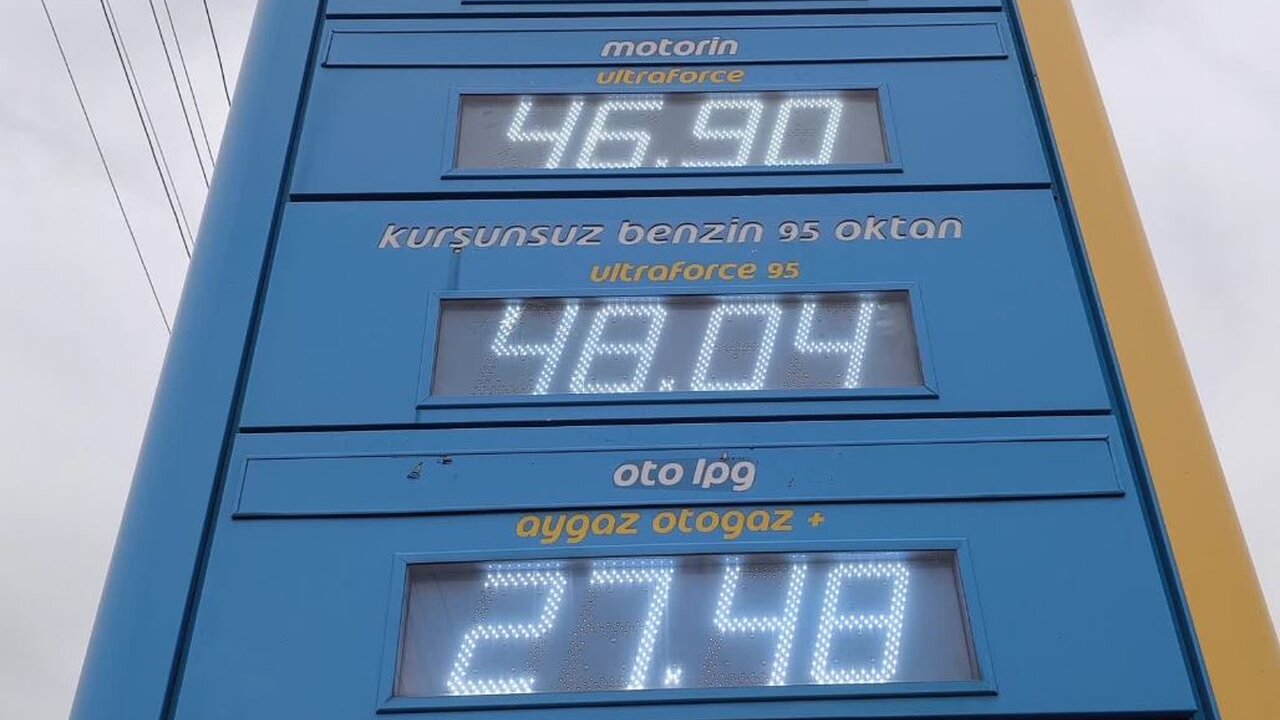 motorin
ultraforce
46.90
kurşunsuz benzin 95 oktan
ultraforce 95
48.04
oto lpg
aygaz otogaz +
27.48